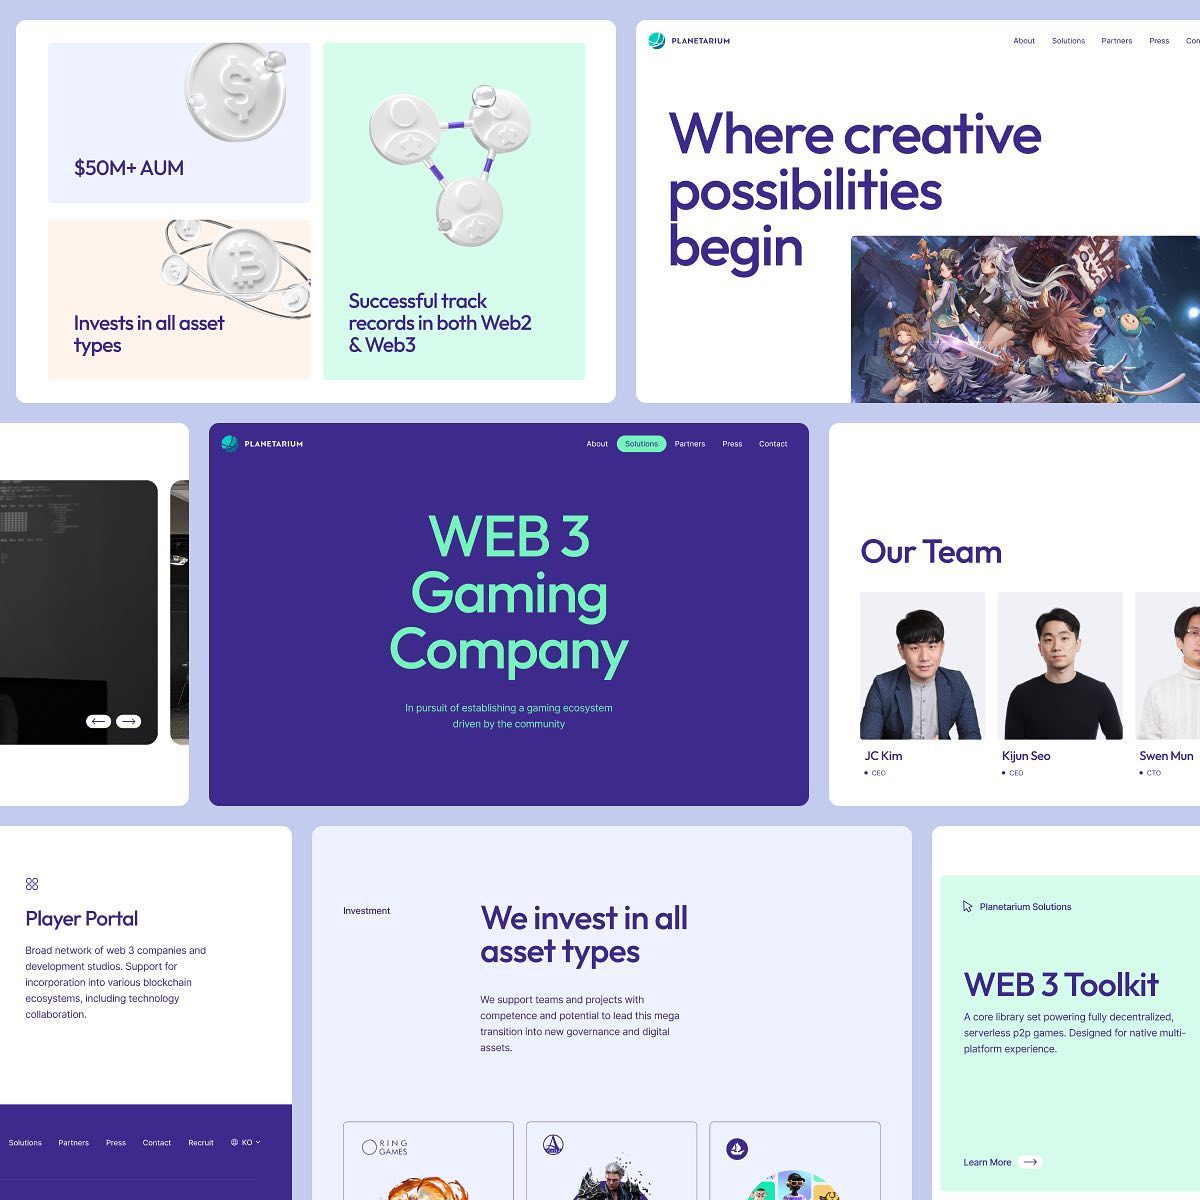 $50M+ AUM
Invests in all asset
types
Successful track
records in both Web2
& Web3
PLANETARIUM
About Solutions Partners Press
Where creative
possibilities
begin
PLANETARIUM
About Solutions Partners Press Contact
WEB 3
Gaming
Company
In pursuit of establishing a gaming ecosystem
driven by the community
Our Team
JC Kim
CEO
Kijun Seo
CEO
Swen Mun
CTO
Player Portal
Broad network of web 3 companies and
development studios. Support for
incorporation into various blockchain
ecosystems, including technology
collaboration.
Solutions Partners Press Contact Recruit KO
Investment
We invest in all
asset types
We support teams and projects with
competence and potential to lead this mega
transition into new governance and digital
assets.
RING
GAMES
Planetarium Solutions
WEB 3 Toolkit
A core library set powering fully decentralized,
serverless p2p games. Designed for native multi-
platform experience.
Learn More